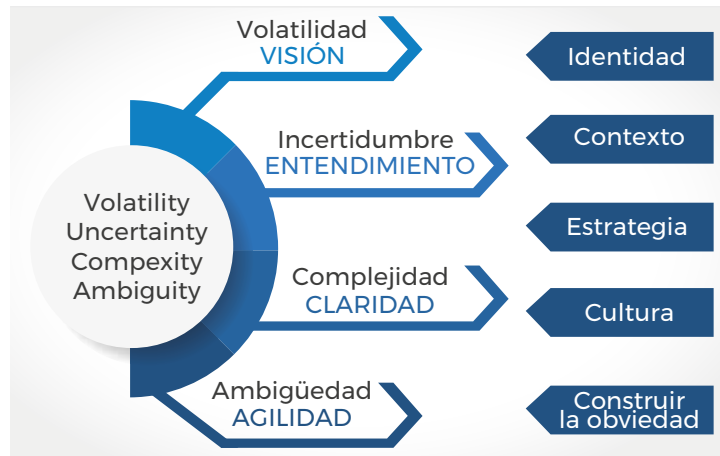 Volatility
Uncertainty
Compexity
Ambiguity
Volatilidad
VISIÓN
Incertidumbre
ENTENDIMIENTO
Complejidad
CLARIDAD
Ambigüedad
AGILIDAD
Identidad
Contexto
Estrategia
Cultura
Construir
la obviedad